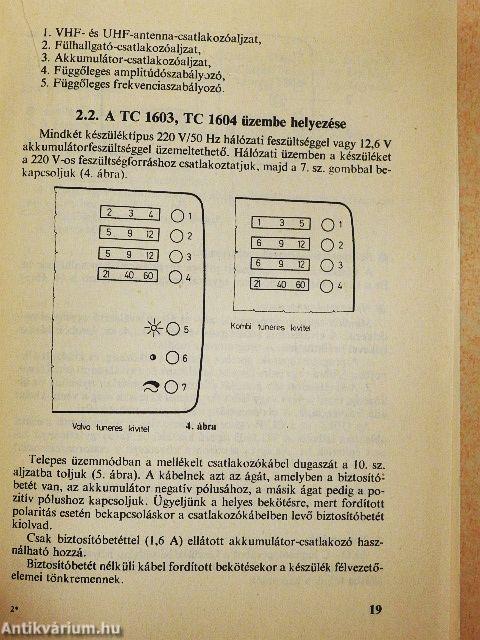 1. VHF- és UHF-antenna-csatlakozóaljzat,
2. Fülhallgató-csatlakozóaljzat,
3. Akkumulátor-csatlakozóaljzat,
4. Függőleges amplitúdószabályozó,
5. Függőleges frekvenciaszabályozó.
2.2. A TC 1603, TC 1604 üzembe helyezése
Mindkét készüléktípus 220 V/50 Hz hálózati feszültséggel vagy 12,6 V
akkumulátorfeszültséggel üzemeltethető. Hálózati üzemben a készüléket
a 220 V-os feszültségforráshoz csatlakoztatjuk, majd a 7. sz. gombbal be-
kapcsoljuk (4. ábra).
2 3 4 1
5 9 12 2
5 9 12 3
21 40 60 4
5
6
7
Valvo tuneres kivitel
1 3 5 1
6 9 12 2
6 9 12 3
21 40 60 4
Kombi tuneres kivitel
4. ábra
Telepes üzemmódban a mellékelt csatlakozókábel dugaszát a 10. sz.
aljzatba toljuk (5. ábra). A kábelnek azt az ágát, amelyben a biztosító-
betét van, az akkumulátor negatív pólusához, a másik ágat pedig a po-
zitív pólushoz kapcsoljuk. Ügyeljünk a helyes bekötésre, mert fordított
polaritás esetén bekapcsoláskor a csatlakozókábelben levő biztosítóbetét
kiolvad.
Csak biztosítóbetéttel (1,6 A) ellátott akkumulátor-csatlakozó hasz-
nálható hozzá.
Biztosítóbetét nélküli kábel fordított bekötésekor a készülék félvezető-
elemei tönkremennek.
2*
19
Antikvárium.hu